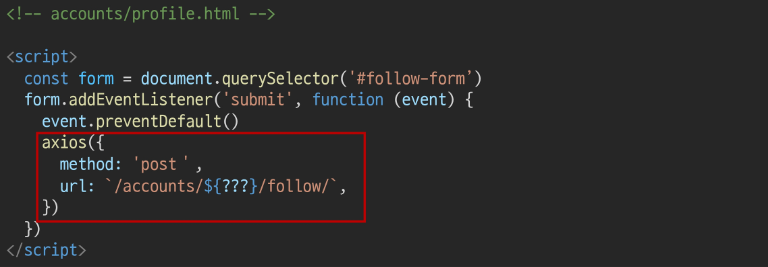 <!-- accounts/profile.html -->
<script>
const form = document.querySelector('#follow-form')
form.addEventListener('submit', function (event) {
event.preventDefault()
axios({
method: 'post',
url: `/accounts/${???}/follow/`,
})
})
</script>